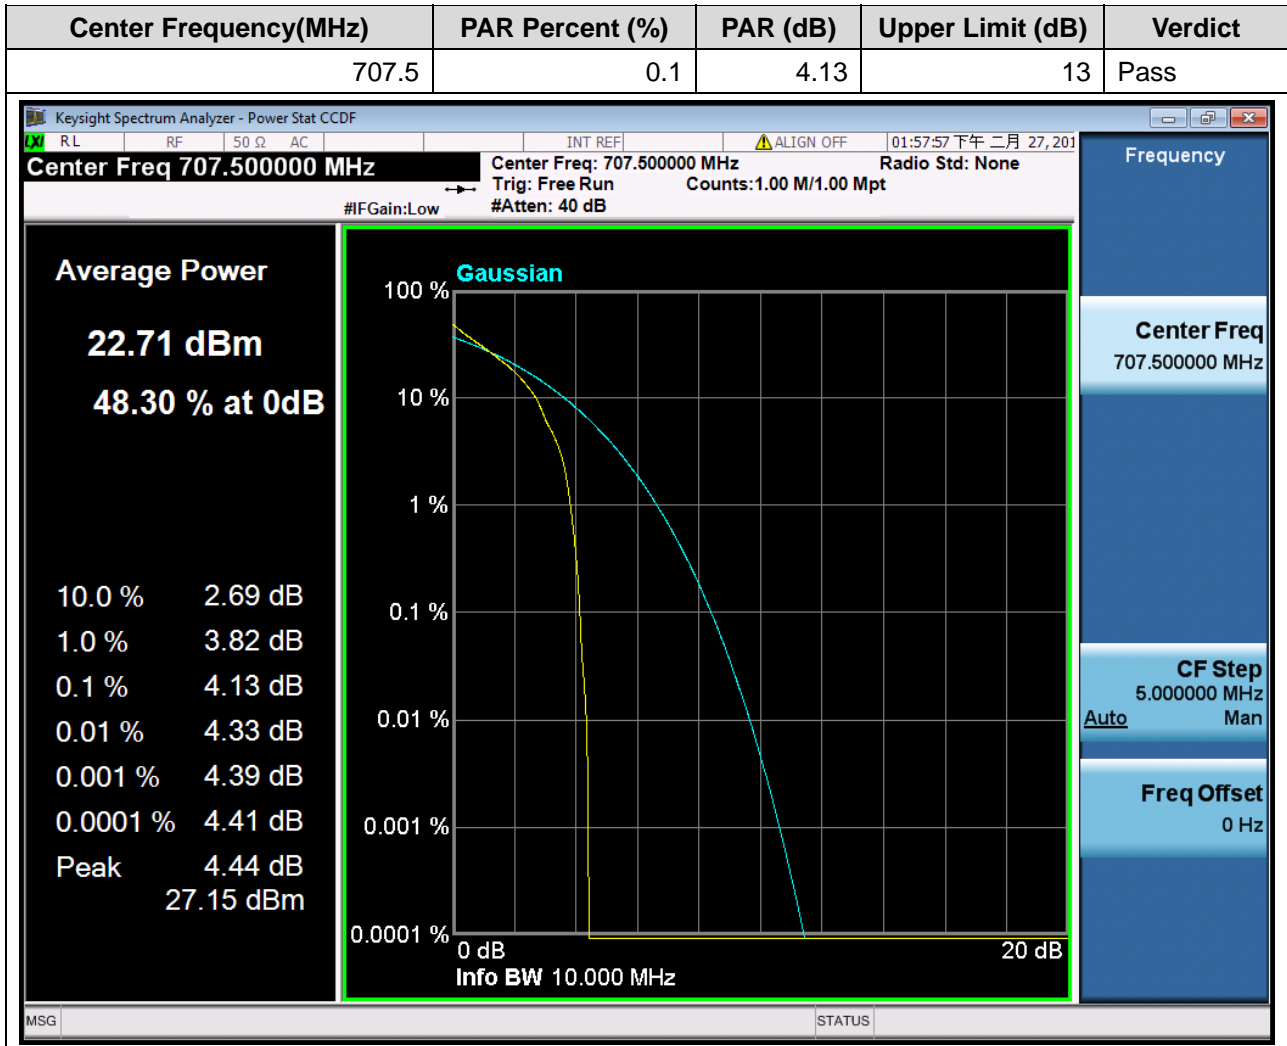 Center Frequency(MHz) PAR Percent (%) PAR (dB) Upper Limit (dB) Verdict
707.5 0.1 4.13 13 Pass
Keysight Spectrum Analyzer - Power Stat CCDF
LXI RL RF 50 Ω AC INT REF ALIGN OFF 01:57:57 下午 二月 27, 201
Center Freq 707.500000 MHz
Center Freq: 707.500000 MHz Radio Std: None
Trig: Free Run Counts:1.00 M/1.00 Mpt
#IFGain:Low #Atten: 40 dB
Average Power
22.71 dBm
48.30 % at 0dB
10.0 % 2.69 dB
1.0 % 3.82 dB
0.1 % 4.13 dB
0.01 % 4.33 dB
0.001 % 4.39 dB
0.0001 % 4.41 dB
Peak 4.44 dB
27.15 dBm
Gaussian
100 %
10 %
1 %
0.1 %
0.01 %
0.001 %
0.0001 %
0 dB 20 dB
Info BW 10.000 MHz
Frequency
Center Freq
707.500000 MHz
CF Step
5.000000 MHz
Auto Man
Freq Offset
0 Hz
MSG STATUS